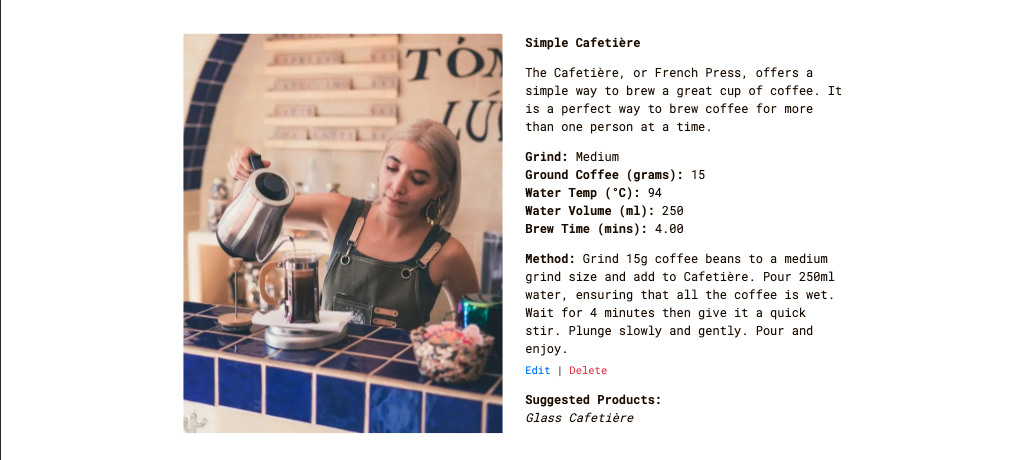 TÓM
LÚ
Simple Cafetière
The Cafetière, or French Press, offers a
simple way to brew a great cup of coffee. It
is a perfect way to brew coffee for more
than one person at a time.
Grind: Medium
Ground Coffee (grams): 15
Water Temp (°C): 94
Water Volume (ml): 250
Brew Time (mins): 4.00
Method: Grind 15g coffee beans to a medium
grind size and add to Cafetière. Pour 250ml
water, ensuring that all the coffee is wet.
Wait for 4 minutes then give it a quick
stir. Plunge slowly and gently. Pour and
enjoy.
Edit | Delete
Suggested Products:
Glass Cafetière